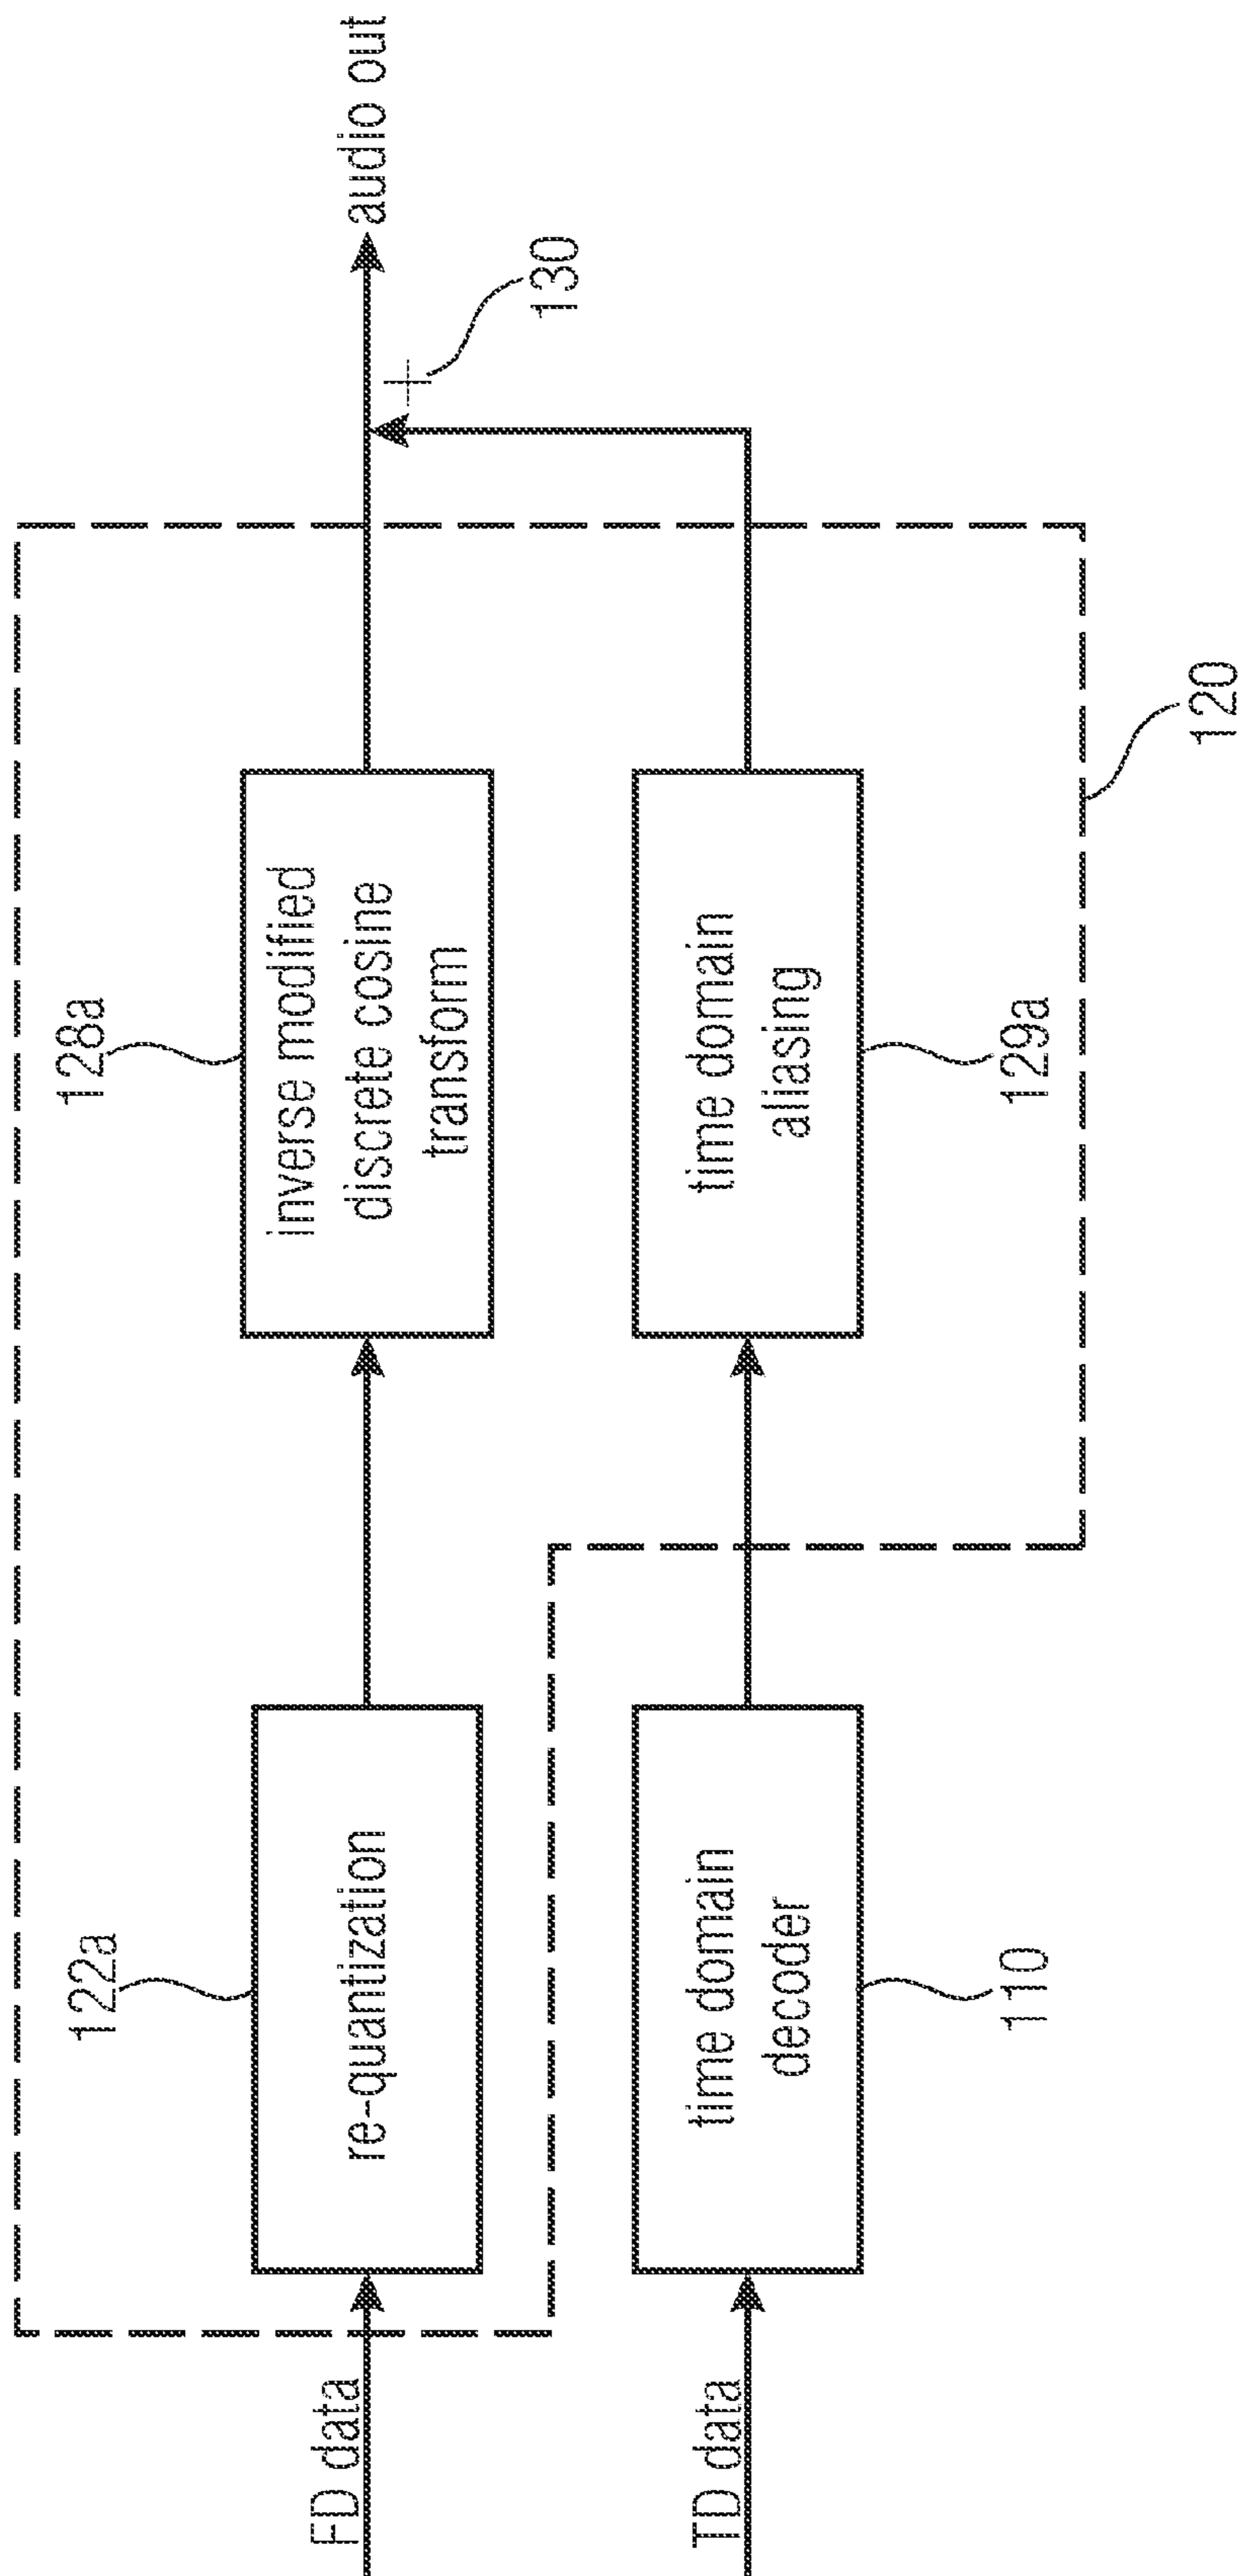 122a
128a
FD data
re-quantization
inverse modified
discrete cosine
transform
audio out
130
TD data
time domain
decoder
time domain
aliasing
110
129a
120